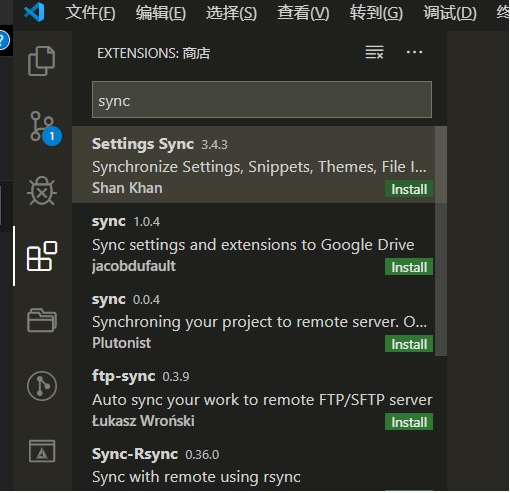 文件(F) 编辑(E) 选择(S) 查看(V) 转到(G) 调试(D) 终
?
EXTENSIONS: 商店
sync
1
Settings Sync 3.4.3
Synchronize Settings, Snippets, Themes, File I...
Shan Khan
Install
sync 1.0.4
Sync settings and extensions to Google Drive
jacobdufault
Install
sync 0.0.4
Synchroning your project to remote server. O...
Plutonist
Install
ftp-sync 0.3.9
Auto sync your work to remote FTP/SFTP server
Łukasz Wroński
Install
Sync-Rsync 0.36.0
Sync with remote using rsync
Install